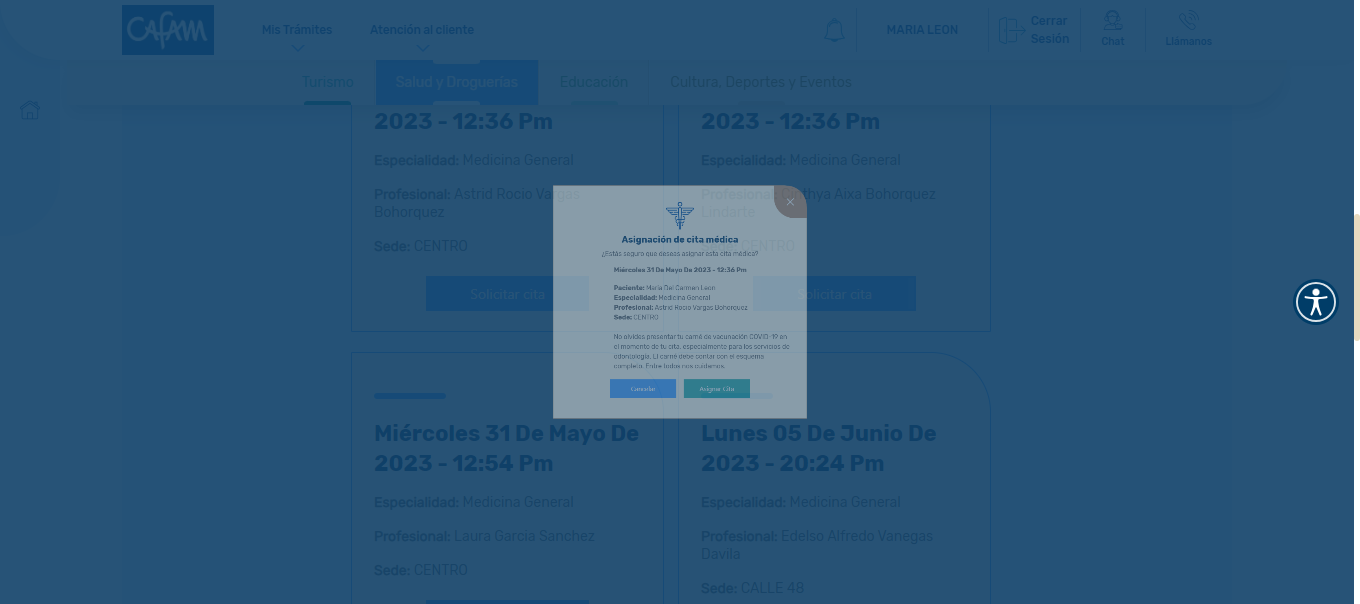 CAFAM
Mis Trámites
Atención al cliente
MARIA LEON
Cerrar
Sesión
Chat
Llámanos
Turismo
Salud y Droguerías
Educación
Cultura, Deportes y Eventos
2023 - 12:36 Pm
Especialidad: Medicina General
Profesional: Astrid Rocio Vargas
Bohorquez
Sede: CENTRO
Solicitar cita
2023 - 12:36 Pm
Especialidad: Medicina General
Profesional: Cinthya Aixa Bohorquez
Lindarte
Sede: CENTRO
Solicitar cita
Asignación de cita médica
¿Estás seguro que deseas asignar esta cita médica?
Miércoles 31 De Mayo De 2023 - 12:36 Pm
Paciente: Maria Del Carmen Leon
Especialidad: Medicina General
Profesional: Astrid Rocio Vargas Bohorquez
Sede: CENTRO
No olvides presentar tu carné de vacunación COVID-19 en
el momento de tu cita, especialmente para los servicios de
odontología. El carné debe contar con el esquema
completo. Entre todos nos cuidamos.
Cancelar
Asignar Cita
Miércoles 31 De Mayo De
2023 - 12:54 Pm
Especialidad: Medicina General
Profesional: Laura Garcia Sanchez
Sede: CENTRO
Lunes 05 De Junio De
2023 - 20:24 Pm
Especialidad: Medicina General
Profesional: Edelso Alfredo Vanegas
Davila
Sede: CALLE 48